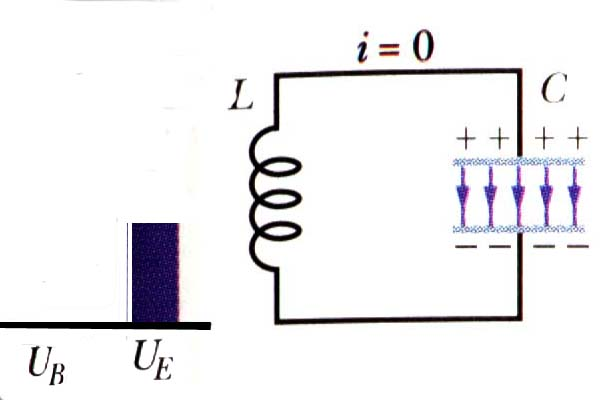 i = 0
L
C
+ + + +
− − − −
U_B
U_E